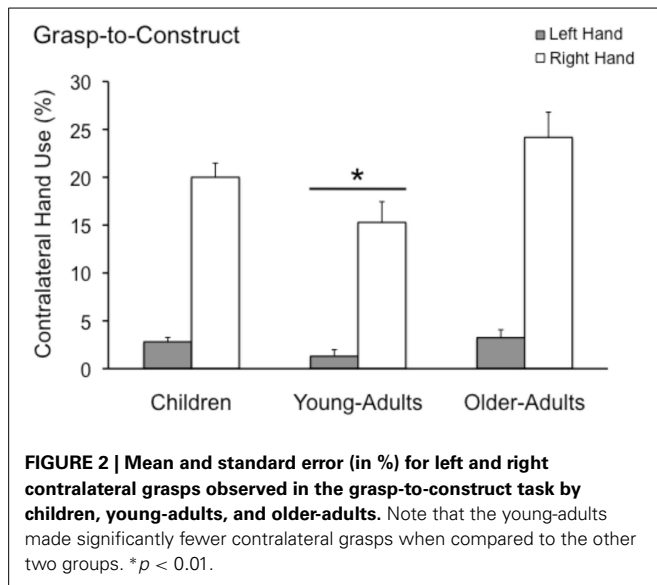 Grasp-to-Construct
Left Hand
Right Hand
Contralateral Hand Use (%)
30
25
20
15
10
5
0
*
Children Young-Adults Older-Adults
FIGURE 2 | Mean and standard error (in %) for left and right
contralateral grasps observed in the grasp-to-construct task by
children, young-adults, and older-adults. Note that the young-adults
made significantly fewer contralateral grasps when compared to the other
two groups. *p < 0.01.